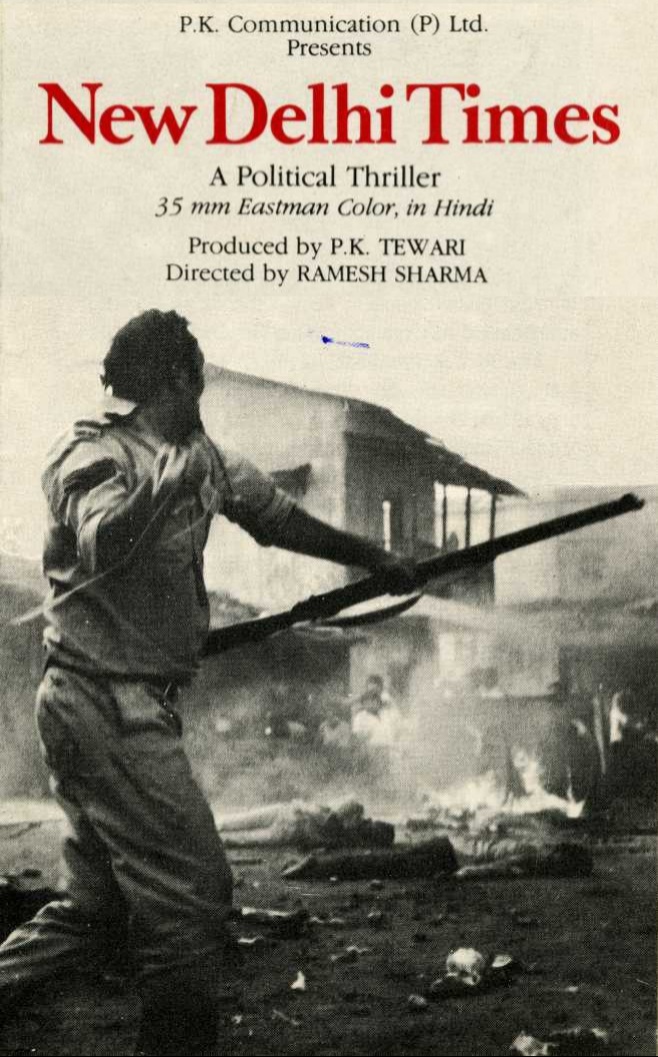 P.K. Communication (P) Ltd.
Presents
New Delhi Times
A Political Thriller
35 mm Eastman Color, in Hindi
Produced by P.K. TEWARI
Directed by RAMESH SHARMA